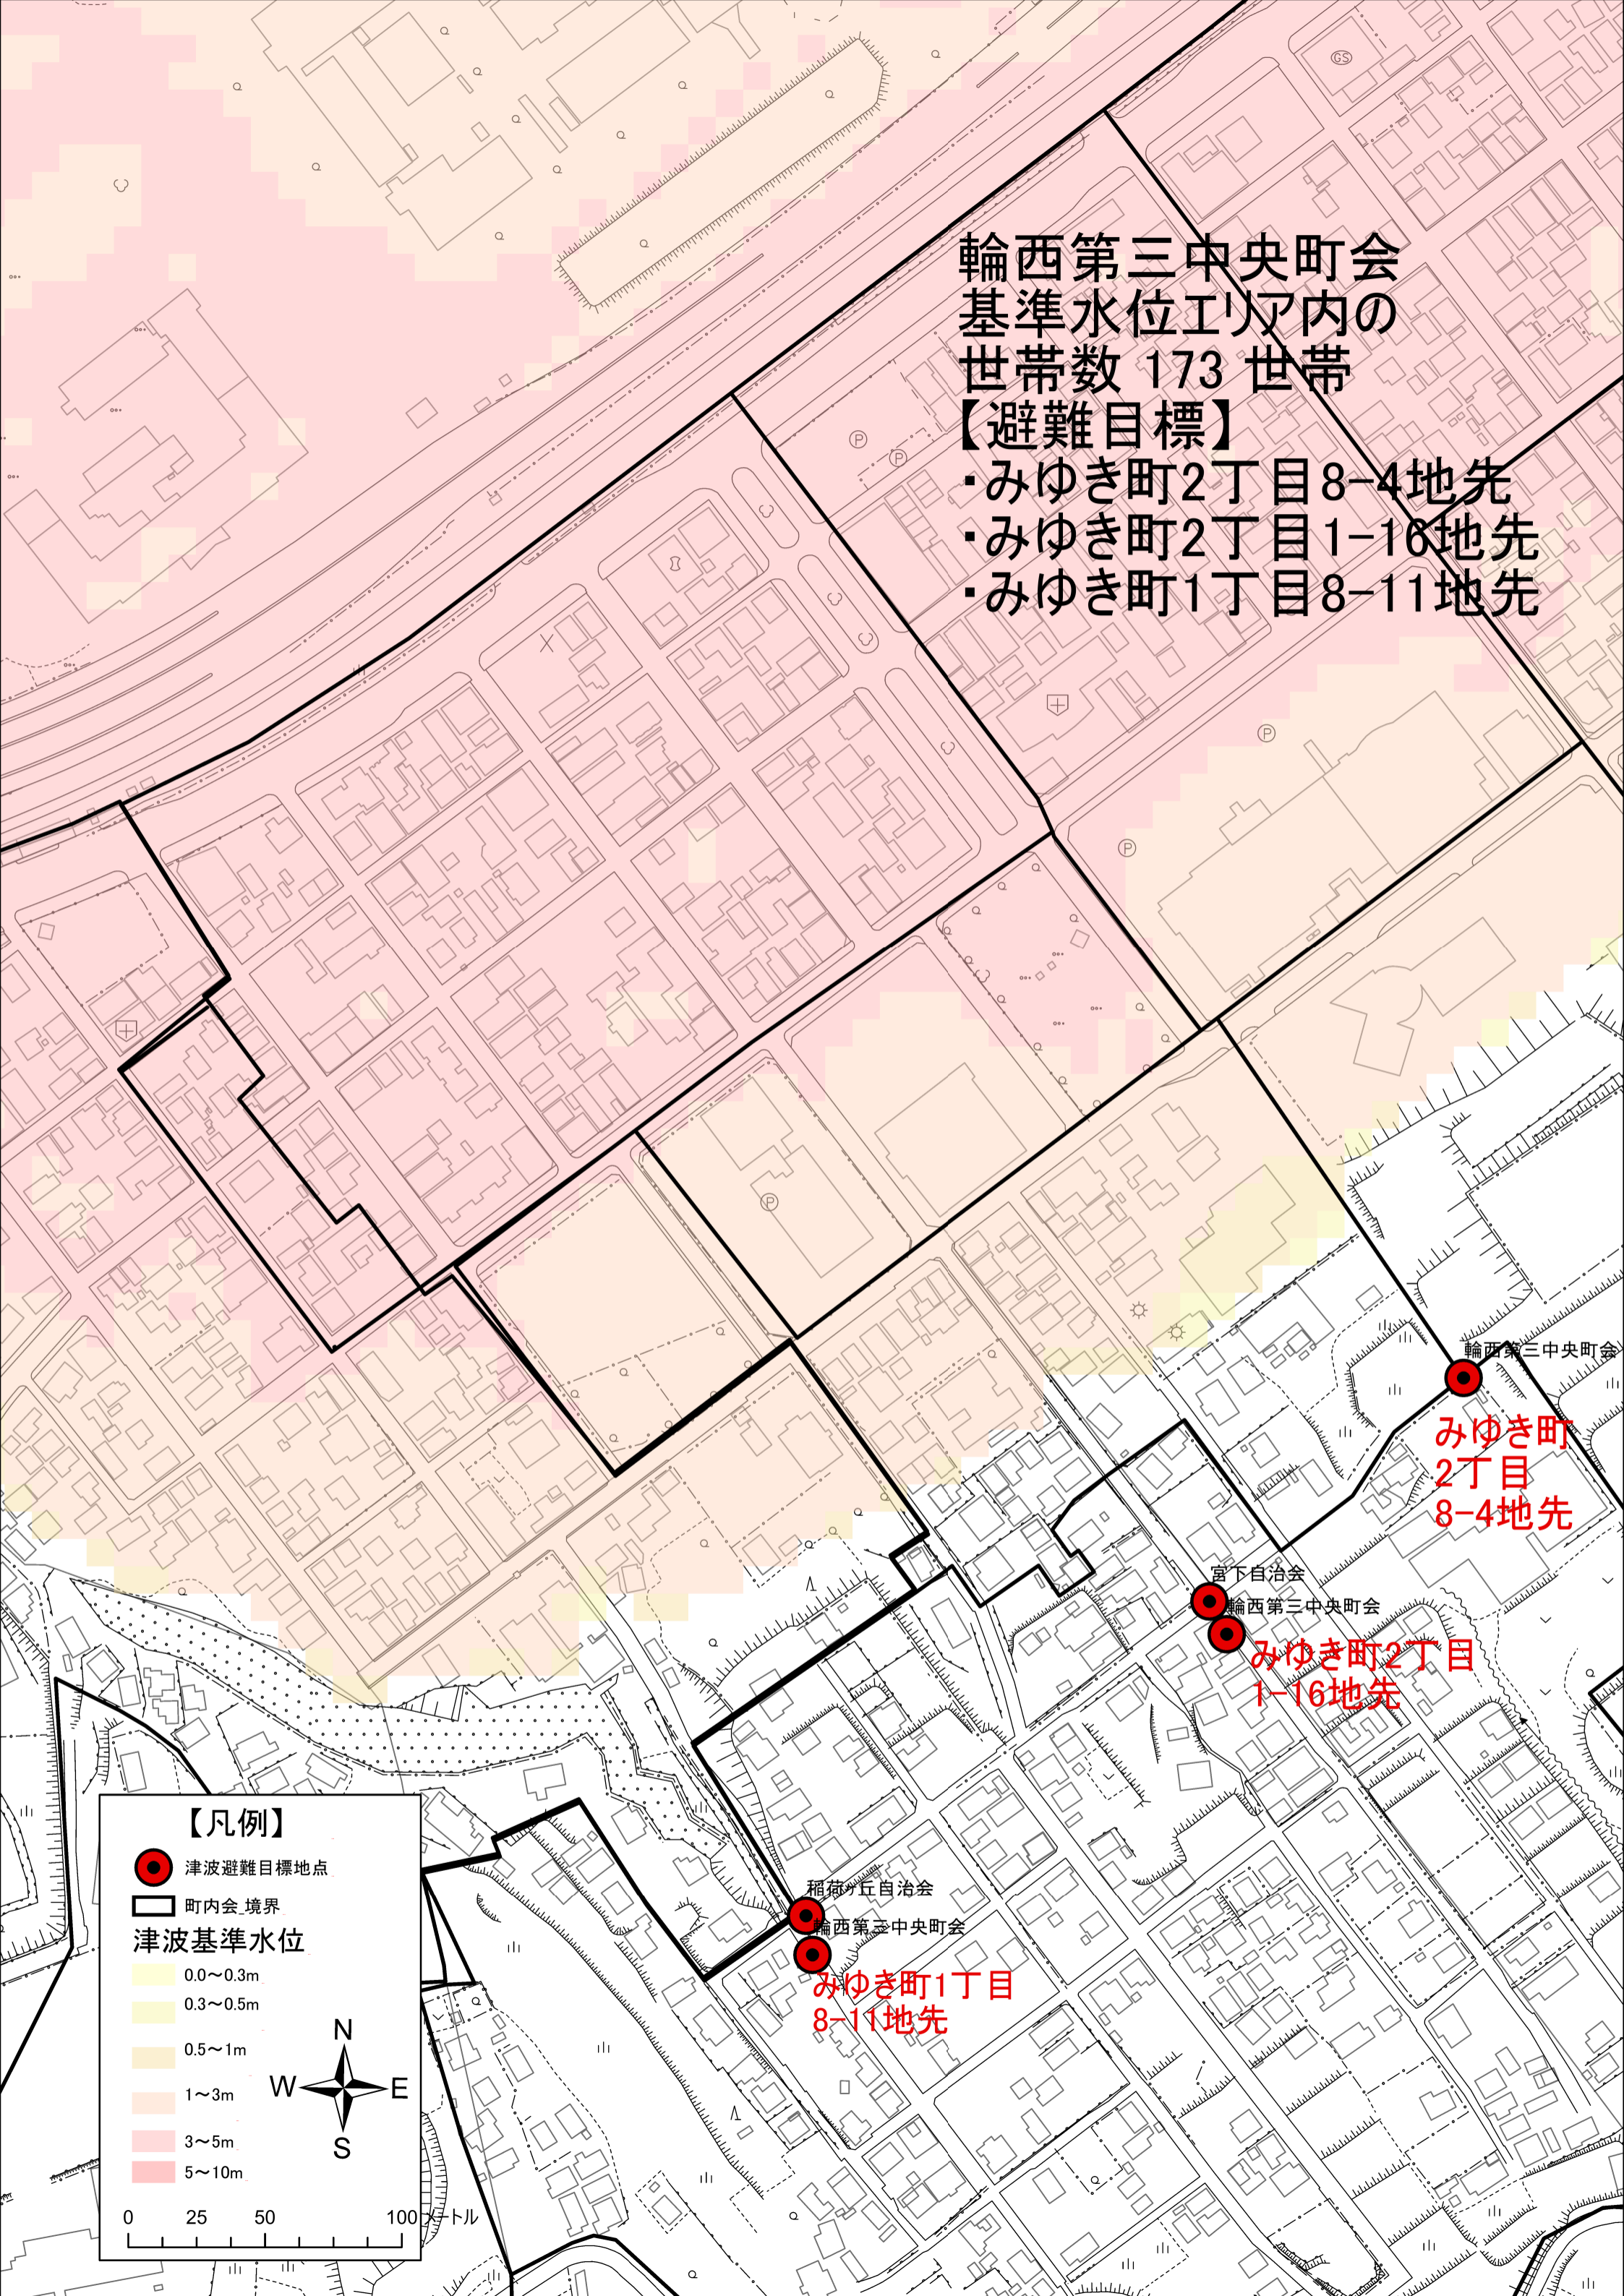 GS
輪西第三中央町会
基準水位エリア内の
世帯数 173 世帯
【避難目標】
・みゆき町2丁目8-4地先
・みゆき町2丁目1-16地先
・みゆき町1丁目8-11地先
P
P
P
P
P
輪西第三中央町会
みゆき町
2丁目
8-4地先
宮下自治会
輪西第三中央町会
みゆき町2丁目
1-16地先
稲荷ヶ丘自治会
輪西第三中央町会
みゆき町1丁目
8-11地先
【凡例】
津波避難目標地点
町内会_境界
津波基準水位
0.0～0.3m
0.3～0.5m
0.5～1m
1～3m
3～5m
5～10m
N
W E
S
0 25 50 100 メートル